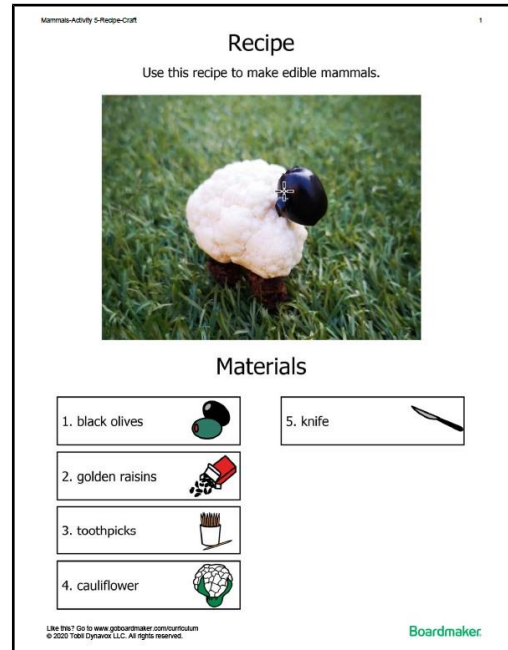 Mammals-Activity 5-Recipe-Craft 1
Recipe
Use this recipe to make edible mammals.
Materials
1. black olives
2. golden raisins
3. toothpicks
4. cauliflower
5. knife
Like this? Go to www.goboardmaker.com/curriculum
© 2020 Tobii Dynavox LLC. All rights reserved.
Boardmaker